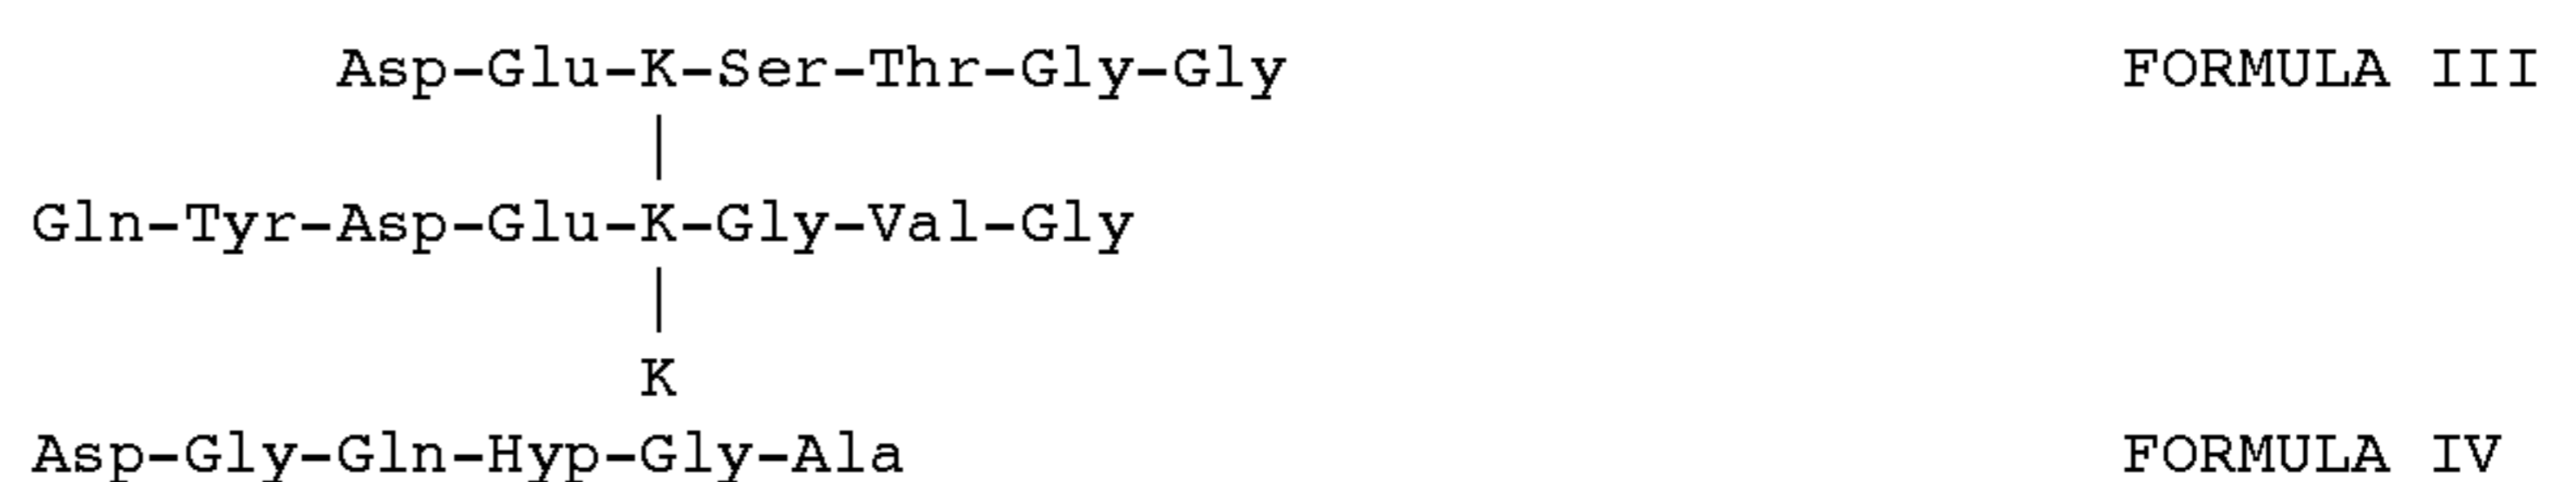 Asp-Glu-K-Ser-Thr-Gly-Gly FORMULA III
|
Gln-Tyr-Asp-Glu-K-Gly-Val-Gly
|
K
Asp-Gly-Gln-Hyp-Gly-Ala FORMULA IV